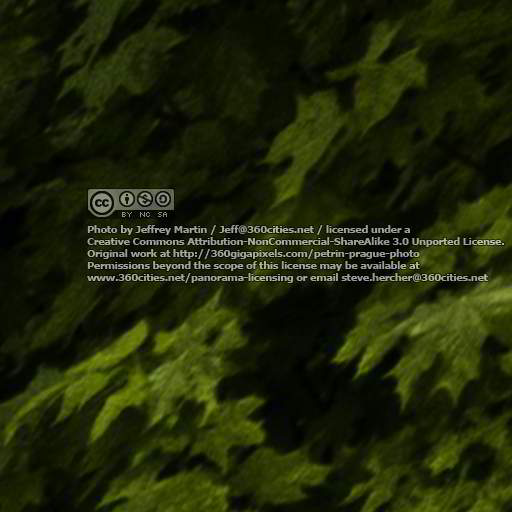 cc
BY NC SA
Photo by Jeffrey Martin / Jeff@360cities.net / licensed under a
Creative Commons Attribution-NonCommercial-ShareAlike 3.0 Unported License.
Original work at http://360gigapixels.com/petrin-prague-photo
Permissions beyond the scope of this license may be available at
www.360cities.net/panorama-licensing or email steve.hercher@360cities.net